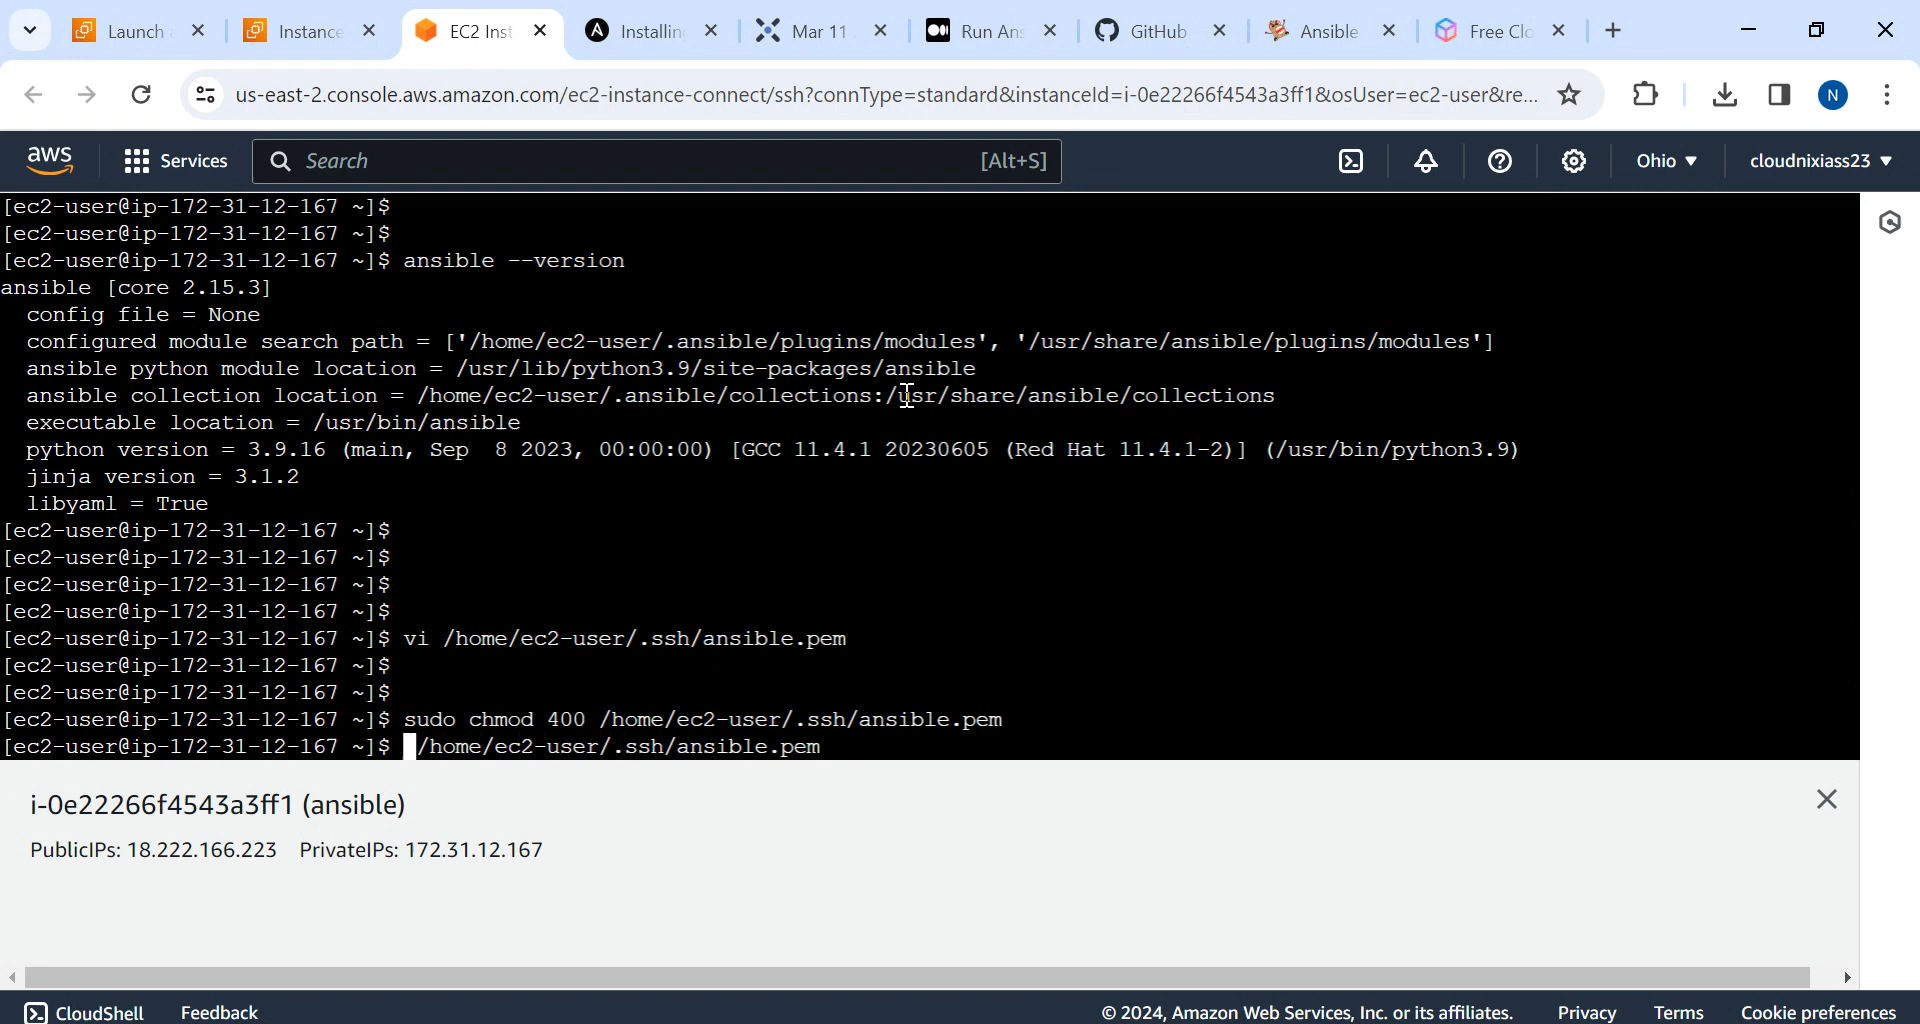 Launch
Instance
EC2 Inst
Installin
Mar 11
Run Ans
GitHub
Ansible
Free Clo
us-east-2.console.aws.amazon.com/ec2-instance-connect/ssh?connType=standard&instanceId=i-0e22266f4543a3ff1&osUser=ec2-user&re...
N
aws
Services
Search
[Alt+S]
Ohio
cloudnixiass23
[ec2-user@ip-172-31-12-167 ~]$
[ec2-user@ip-172-31-12-167 ~]$
[ec2-user@ip-172-31-12-167 ~]$ ansible --version
ansible [core 2.15.3]
config file = None
configured module search path = ['/home/ec2-user/.ansible/plugins/modules', '/usr/share/ansible/plugins/modules']
ansible python module location = /usr/lib/python3.9/site-packages/ansible
ansible collection location = /home/ec2-user/.ansible/collections:/usr/share/ansible/collections
executable location = /usr/bin/ansible
python version = 3.9.16 (main, Sep  8 2023, 00:00:00) [GCC 11.4.1 20230605 (Red Hat 11.4.1-2)] (/usr/bin/python3.9)
jinja version = 3.1.2
libyaml = True
[ec2-user@ip-172-31-12-167 ~]$
[ec2-user@ip-172-31-12-167 ~]$
[ec2-user@ip-172-31-12-167 ~]$
[ec2-user@ip-172-31-12-167 ~]$
[ec2-user@ip-172-31-12-167 ~]$ vi /home/ec2-user/.ssh/ansible.pem
[ec2-user@ip-172-31-12-167 ~]$
[ec2-user@ip-172-31-12-167 ~]$
[ec2-user@ip-172-31-12-167 ~]$ sudo chmod 400 /home/ec2-user/.ssh/ansible.pem
[ec2-user@ip-172-31-12-167 ~]$ /home/ec2-user/.ssh/ansible.pem
i-0e22266f4543a3ff1 (ansible)
PublicIPs: 18.222.166.223 PrivateIPs: 172.31.12.167
CloudShell
Feedback
© 2024, Amazon Web Services, Inc. or its affiliates.
Privacy
Terms
Cookie preferences